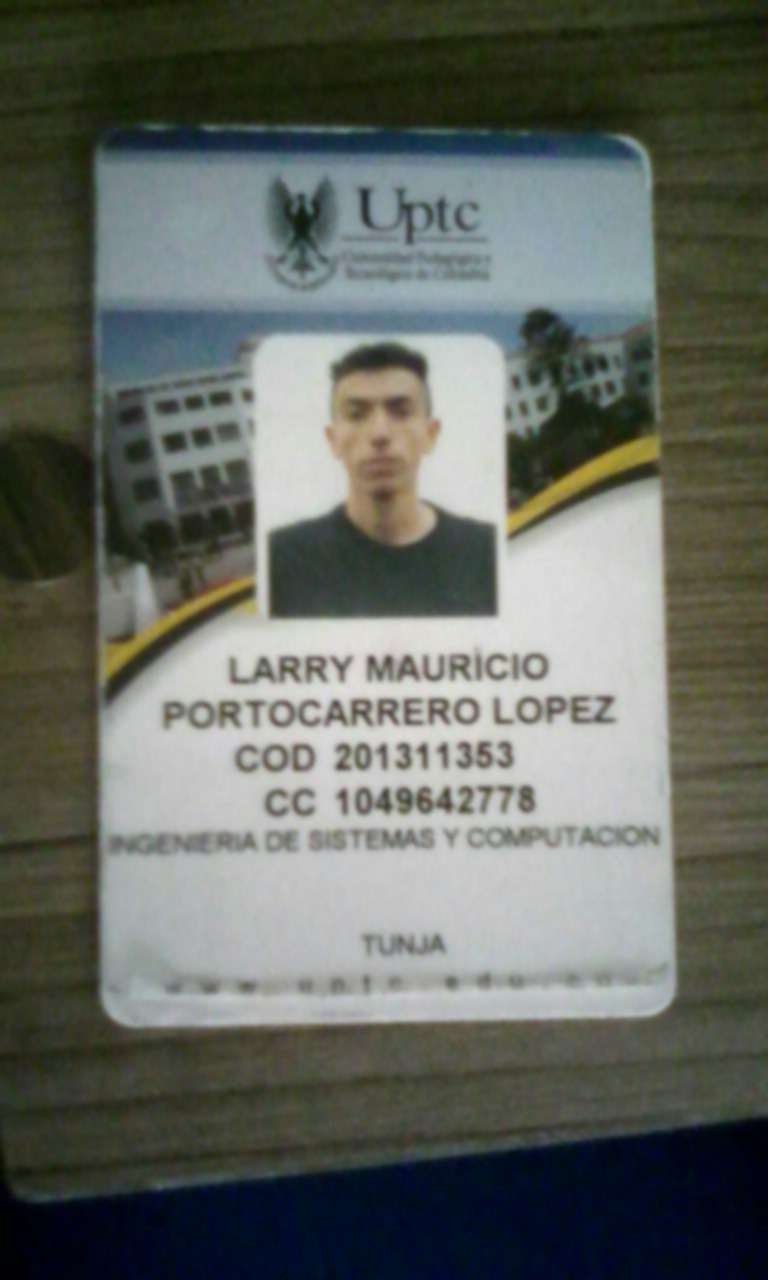 Uptc
Universidad Pedagógica y
Tecnológica de Colombia
LARRY MAURICIO
PORTOCARRERO LOPEZ
COD 201311353
CC 1049642778
INGENIERIA DE SISTEMAS Y COMPUTACION
TUNJA
www.uptc.edu.co